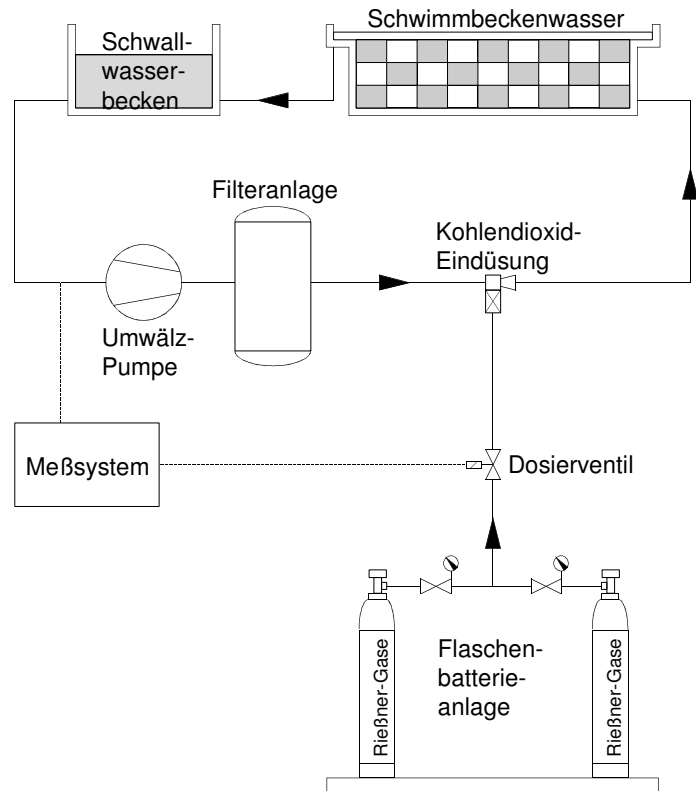 Schwimmbeckenwasser
Schwall-
wasser-
becken
Filteranlage
Kohlendioxid-
Eindüsung
Umwälz-
Pumpe
Meßsystem
Dosierventil
Flaschen-
batterie-
anlage
Rießner-Gase
Rießner-Gase